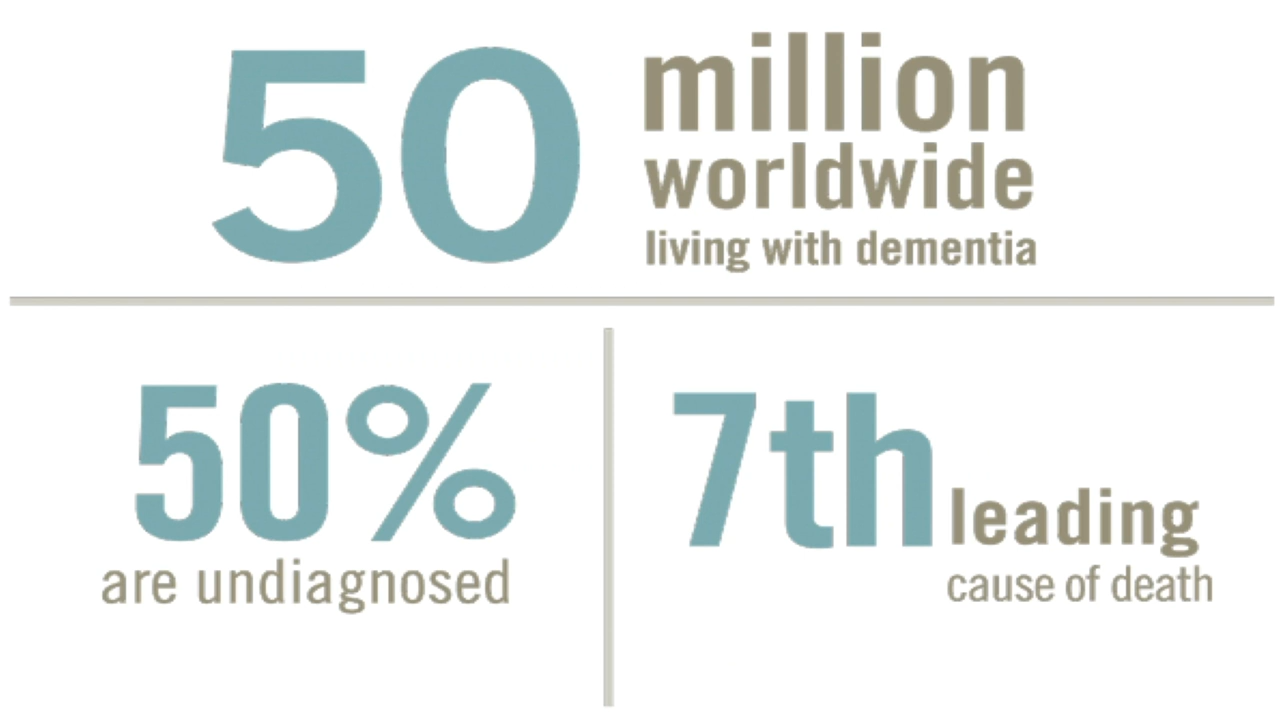 50 million
worldwide
living with dementia
50%
are undiagnosed
7th leading
cause of death